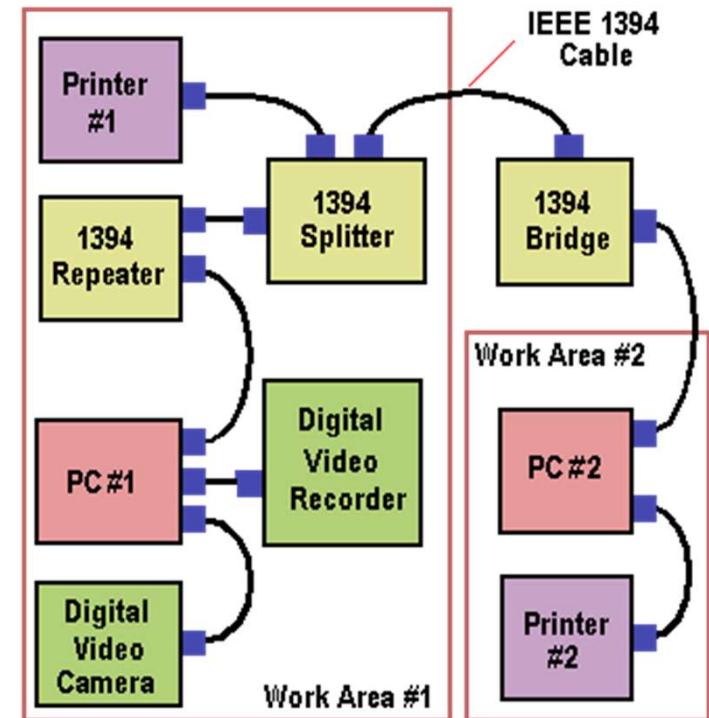 IEEE 1394
Cable
Printer
#1
1394
Splitter
1394
Bridge
1394
Repeater
Work Area #2
Digital
Video
Recorder
PC #1
PC #2
Digital
Video
Camera
Printer
#2
Work Area #1